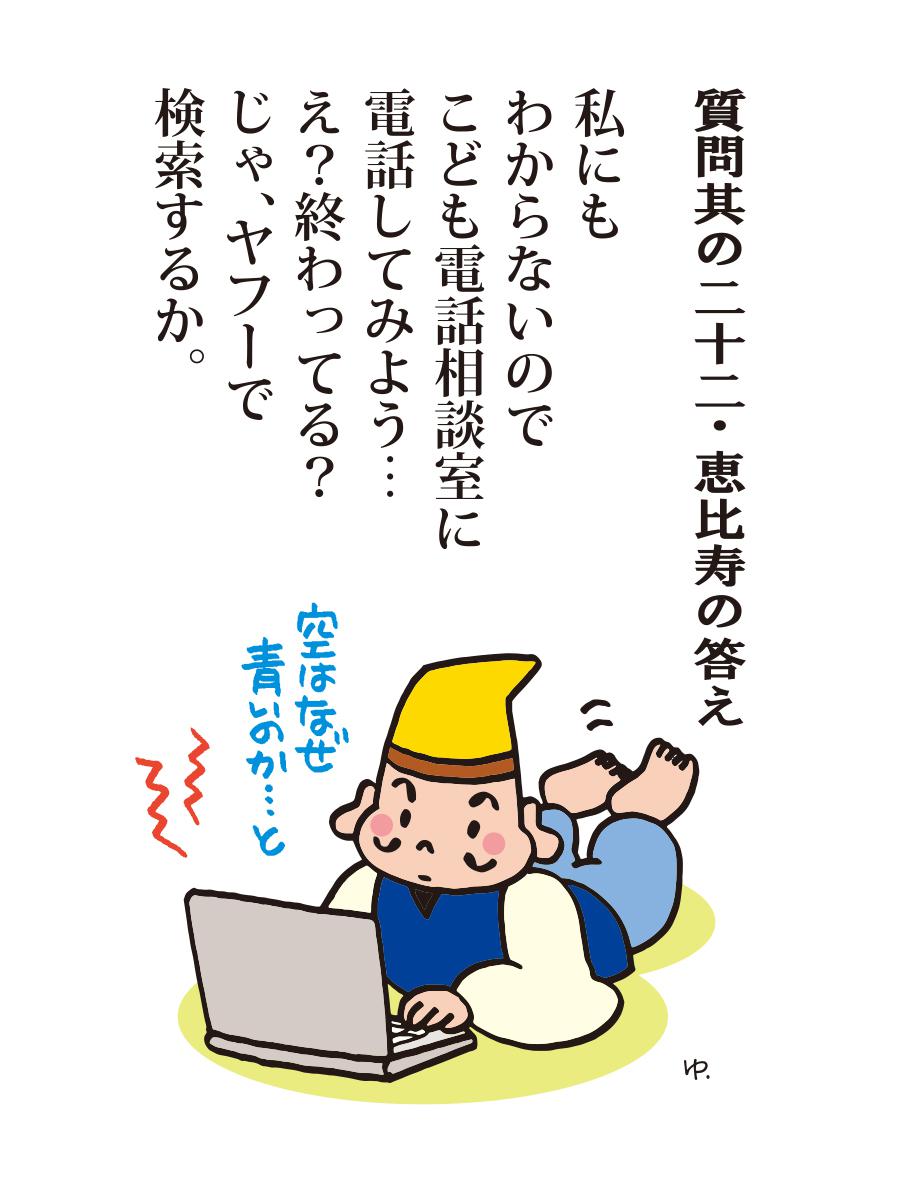 質問其の二十二・恵比寿の答え
私にも
わからないので
こども電話相談室に
電話してみよう…
え？終わってる？
じゃ、ヤフーで
検索するか。
空はなぜ
青いのか…と
ゆ.